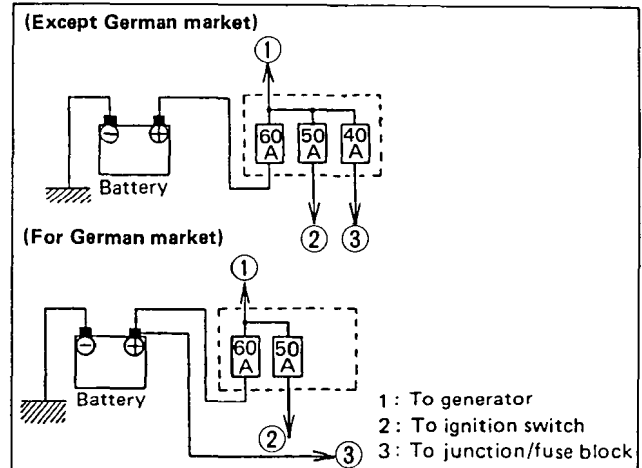 (Except German market)
①
60 A 50 A 40 A
⊖ ⊕
Battery
② ③
(For German market)
①
60 A 50 A
⊖ ⊕
Battery
②
③
1 : To generator
2 : To ignition switch
3 : To junction/fuse block